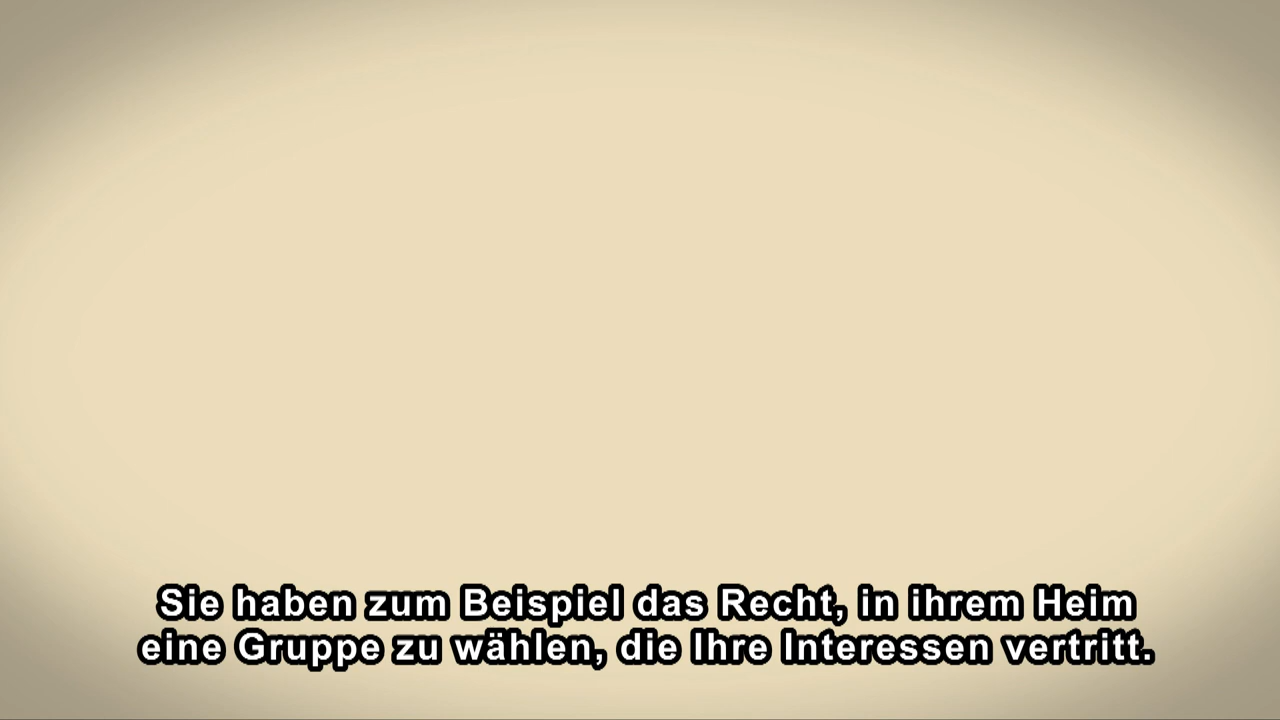 Sie haben zum Beispiel das Recht, in ihrem Heim
eine Gruppe zu wählen, die Ihre Interessen vertritt.